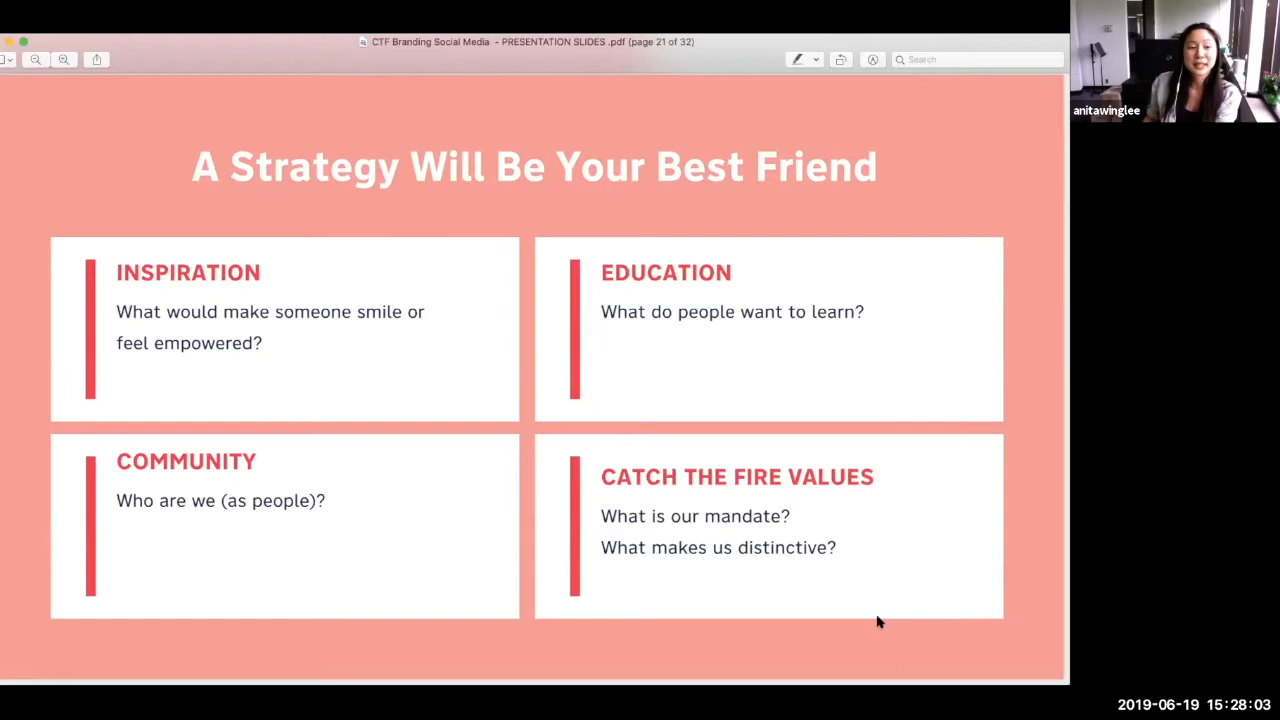 CTF Branding Social Media - PRESENTATION SLIDES .pdf (page 21 of 32)
Search
anitawinglee
A Strategy Will Be Your Best Friend
INSPIRATION
What would make someone smile or
feel empowered?
EDUCATION
What do people want to learn?
COMMUNITY
Who are we (as people)?
CATCH THE FIRE VALUES
What is our mandate?
What makes us distinctive?
2019-06-19 15:28:03